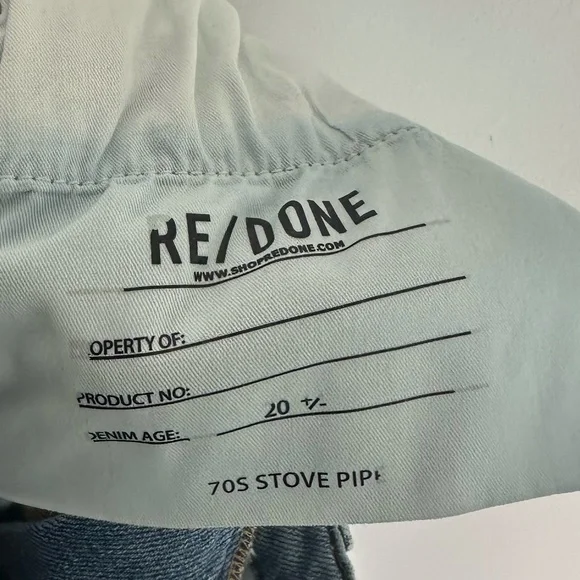 RE/DONE
WWW.SHOPREDONE.COM
OPERTY OF:
PRODUCT NO:
DENIM AGE: 20 +/-
70S STOVE PIPE